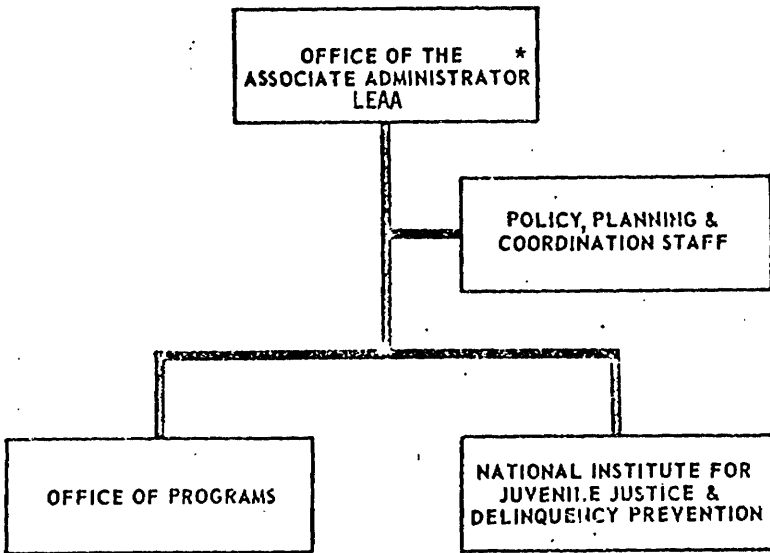 OFFICE OF THE *
ASSOCIATE ADMINISTRATOR
LEAA
POLICY, PLANNING &
COORDINATION STAFF
OFFICE OF PROGRAMS
NATIONAL INSTITUTE FOR
JUVENILE JUSTICE &
DELINQUENCY PREVENTION